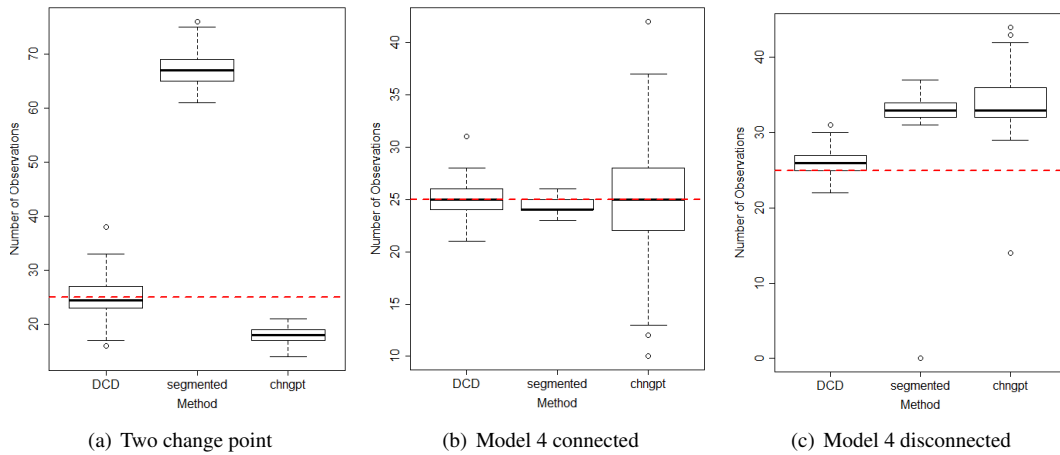 Number of Observations
70
60
50
40
30
20
DCD
segmented
chngpt
Method
(a) Two change point
Number of Observations
40
35
30
25
20
15
10
DCD
segmented
chngpt
Method
(b) Model 4 connected
Number of Observations
40
30
20
10
0
DCD
segmented
chngpt
Method
(c) Model 4 disconnected